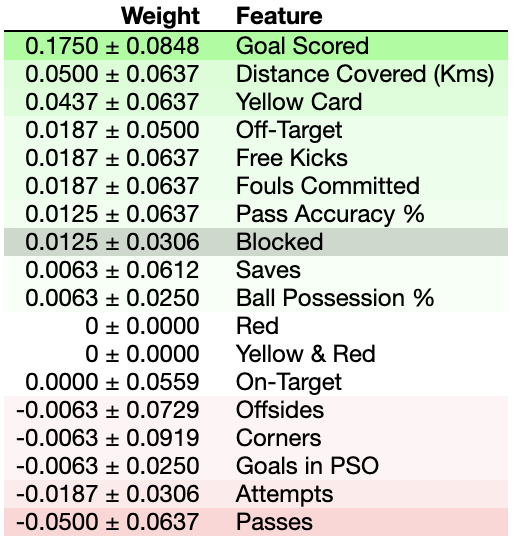 Weight Feature
0.1750 ± 0.0848 Goal Scored
0.0500 ± 0.0637 Distance Covered (Kms)
0.0437 ± 0.0637 Yellow Card
0.0187 ± 0.0500 Off-Target
0.0187 ± 0.0637 Free Kicks
0.0187 ± 0.0637 Fouls Committed
0.0125 ± 0.0637 Pass Accuracy %
0.0125 ± 0.0306 Blocked
0.0063 ± 0.0612 Saves
0.0063 ± 0.0250 Ball Possession %
0 ± 0.0000 Red
0 ± 0.0000 Yellow & Red
0.0000 ± 0.0559 On-Target
-0.0063 ± 0.0729 Offsides
-0.0063 ± 0.0919 Corners
-0.0063 ± 0.0250 Goals in PSO
-0.0187 ± 0.0306 Attempts
-0.0500 ± 0.0637 Passes